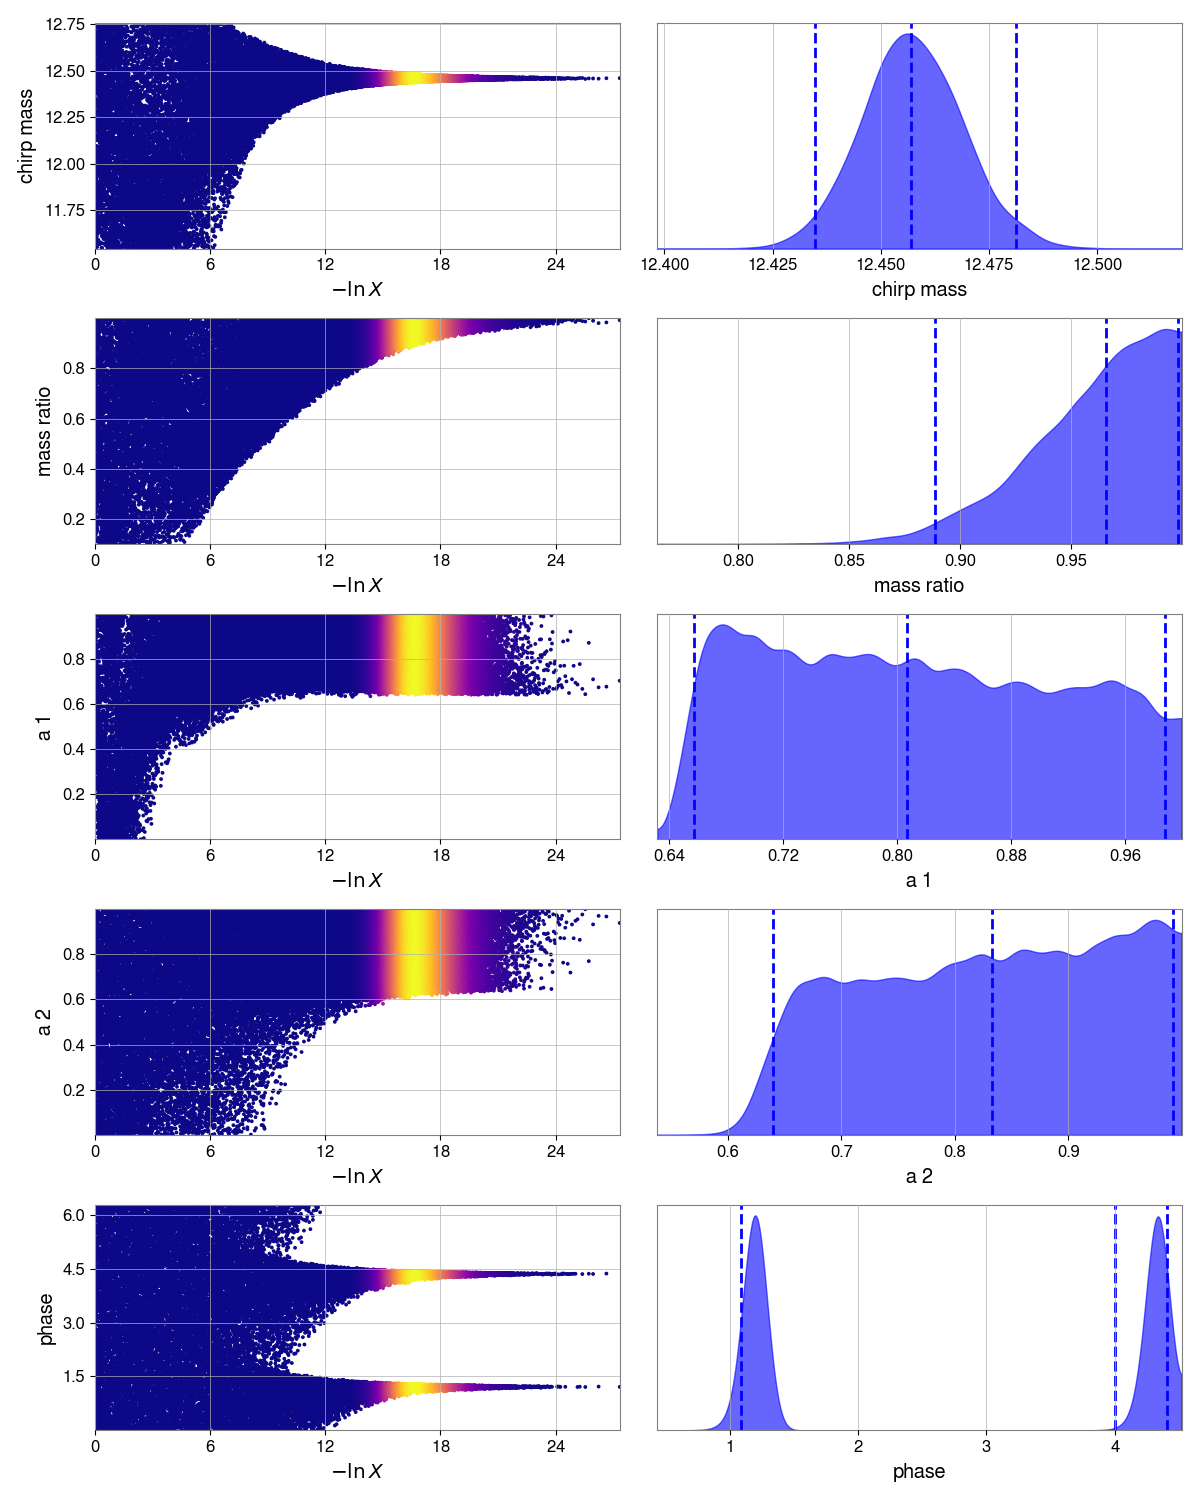 12.75
12.50
12.25
12.00
11.75
chirp mass
0 6 12 18 24
−ln X
12.400 12.425 12.450 12.475 12.500
chirp mass
0.8
0.6
0.4
0.2
mass ratio
0 6 12 18 24
−ln X
0.80 0.85 0.90 0.95
mass ratio
0.8
0.6
0.4
0.2
a 1
0 6 12 18 24
−ln X
0.64 0.72 0.80 0.88 0.96
a 1
0.8
0.6
0.4
0.2
a 2
0 6 12 18 24
−ln X
0.6 0.7 0.8 0.9
a 2
6.0
4.5
3.0
1.5
phase
0 6 12 18 24
−ln X
1 2 3 4
phase